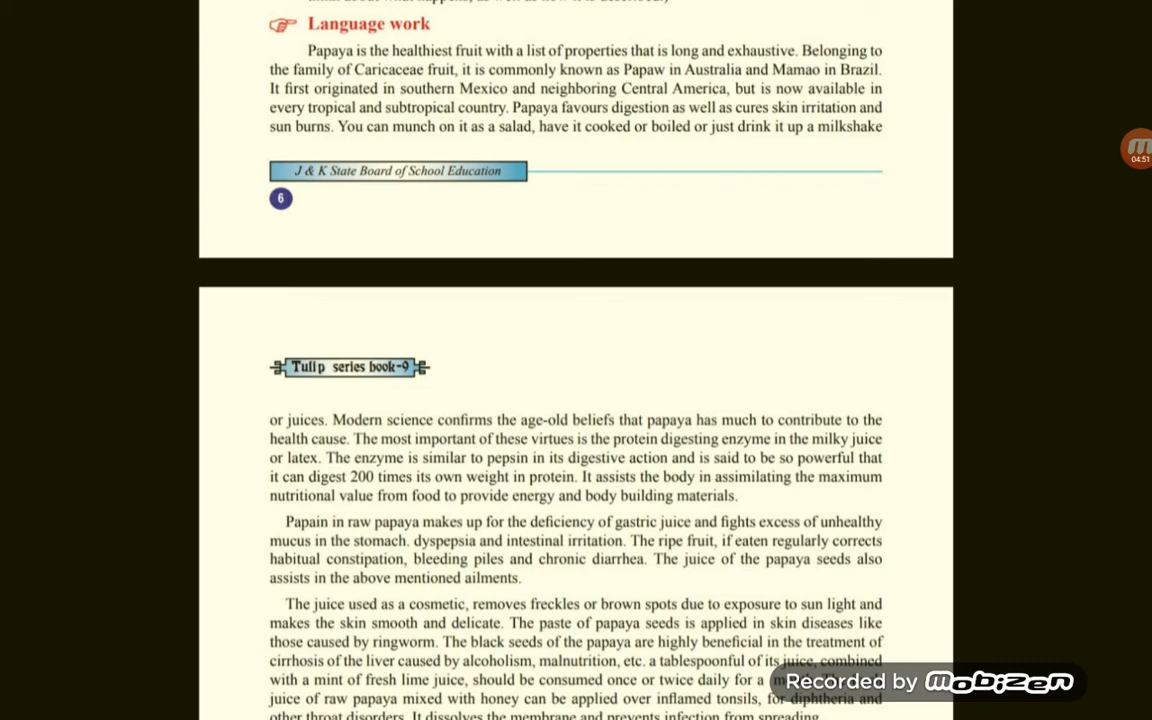 Language work
Papaya is the healthiest fruit with a list of properties that is long and exhaustive. Belonging to
the family of Caricaceae fruit, it is commonly known as Papaw in Australia and Mamao in Brazil.
It first originated in southern Mexico and neighboring Central America, but is now available in
every tropical and subtropical country. Papaya favours digestion as well as cures skin irritation and
sun burns. You can munch on it as a salad, have it cooked or boiled or just drink it up a milkshake
J & K State Board of School Education
6
04:51
Tulip series book-9
or juices. Modern science confirms the age-old beliefs that papaya has much to contribute to the
health cause. The most important of these virtues is the protein digesting enzyme in the milky juice
or latex. The enzyme is similar to pepsin in its digestive action and is said to be so powerful that
it can digest 200 times its own weight in protein. It assists the body in assimilating the maximum
nutritional value from food to provide energy and body building materials.
Papain in raw papaya makes up for the deficiency of gastric juice and fights excess of unhealthy
mucus in the stomach. dyspepsia and intestinal irritation. The ripe fruit, if eaten regularly corrects
habitual constipation, bleeding piles and chronic diarrhea. The juice of the papaya seeds also
assists in the above mentioned ailments.
The juice used as a cosmetic, removes freckles or brown spots due to exposure to sun light and
makes the skin smooth and delicate. The paste of papaya seeds is applied in skin diseases like
those caused by ringworm. The black seeds of the papaya are highly beneficial in the treatment of
cirrhosis of the liver caused by alcoholism, malnutrition, etc. a tablespoonful of its juice, combined
with a mint of fresh lime juice, should be consumed once or twice daily for a
juice of raw papaya mixed with honey can be applied over inflamed tonsils, for diphtheria and
other throat disorders. It dissolves the membrane and prevents infection from spreading.
Recorded by mobizen